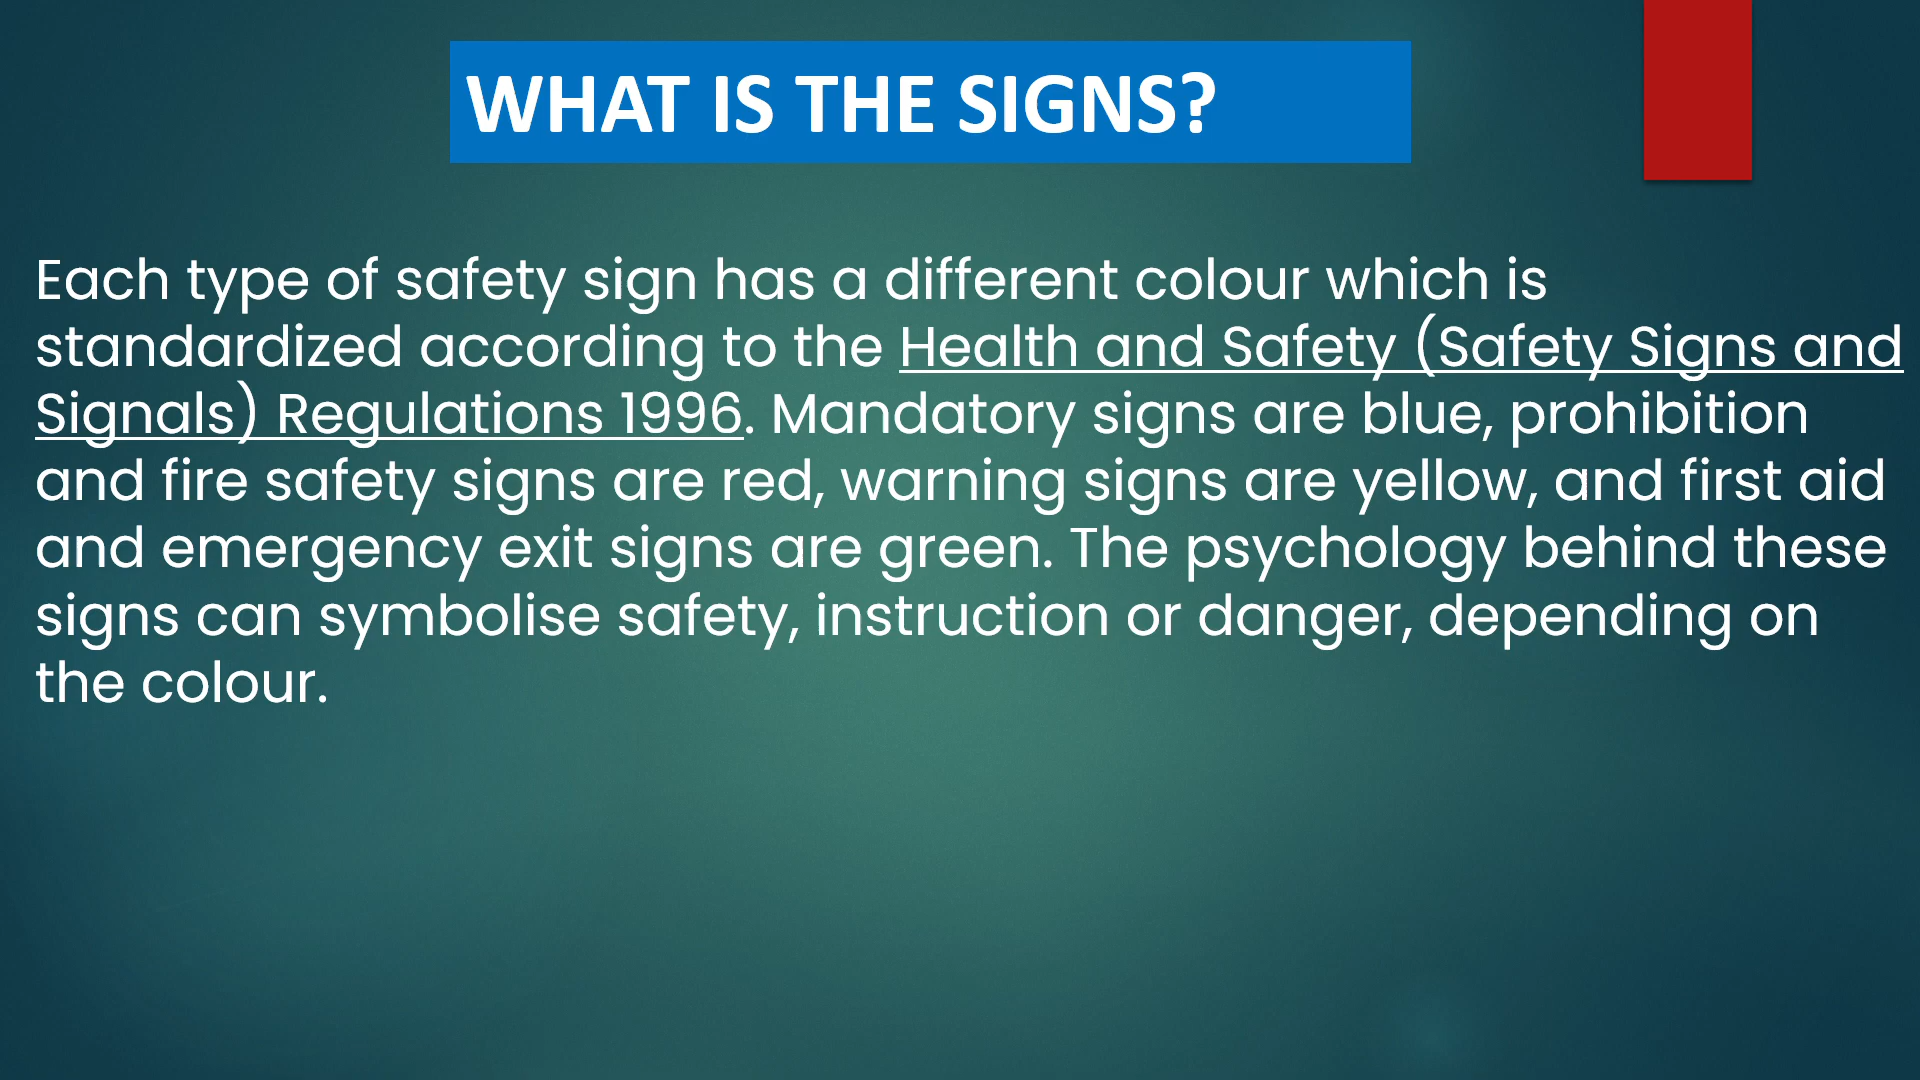 WHAT IS THE SIGNS?
Each type of safety sign has a different colour which is
standardized according to the Health and Safety (Safety Signs and
Signals) Regulations 1996. Mandatory signs are blue, prohibition
and fire safety signs are red, warning signs are yellow, and first aid
and emergency exit signs are green. The psychology behind these
signs can symbolise safety, instruction or danger, depending on
the colour.